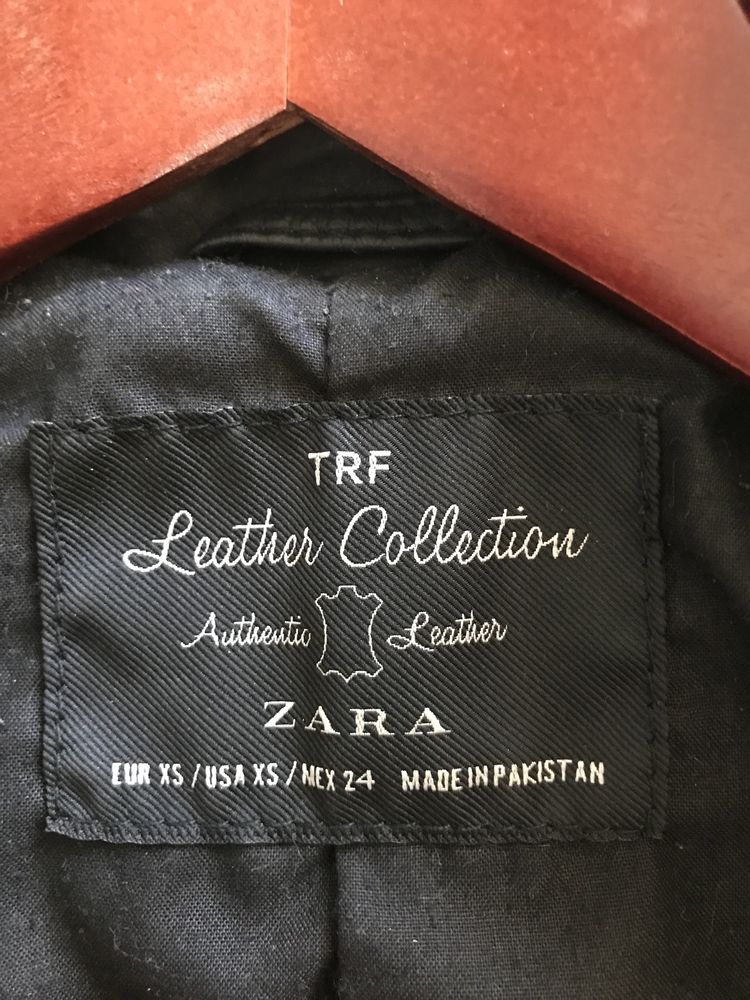 TRF
Leather Collection
Authentic Leather
ZARA
EUR XS / USA XS / MEX 24 MADE IN PAKISTAN